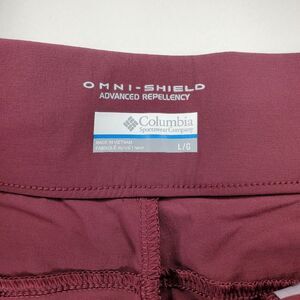 OMNI-SHIELD
ADVANCED REPELLENCY
Columbia
Sportswear Company
MADE IN VIETNAM
L/G